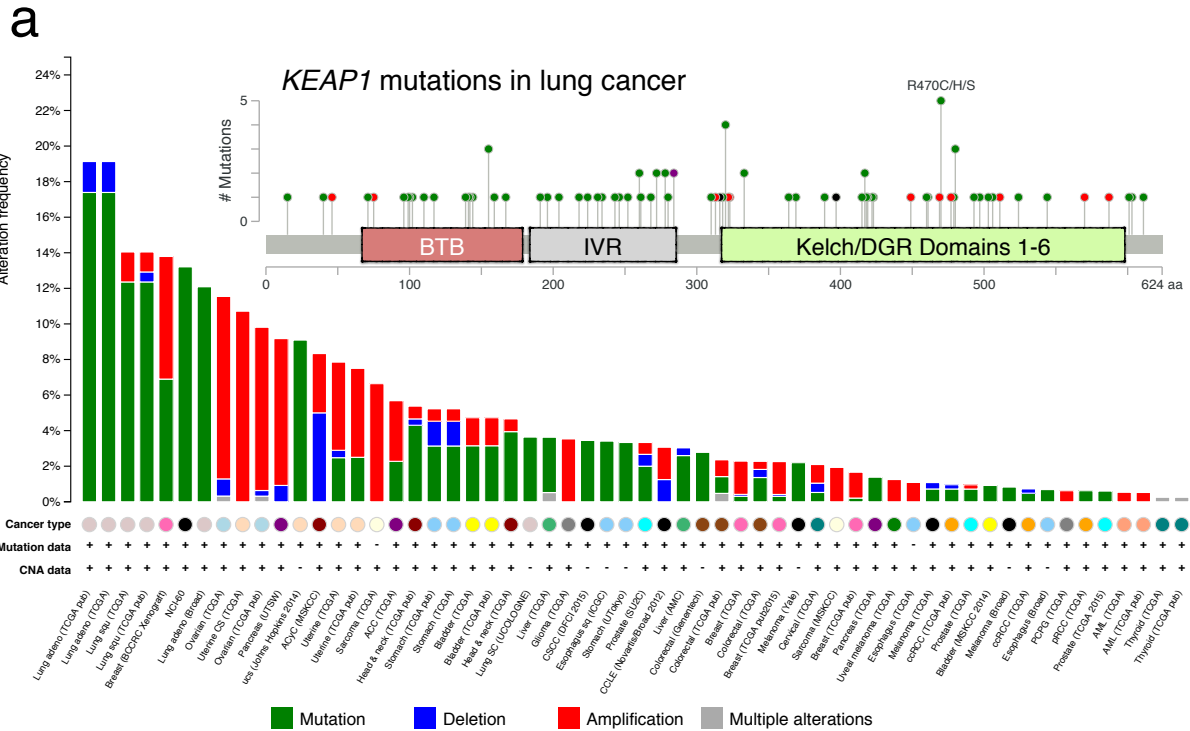 a
KEAP1 mutations in lung cancer
R470C/H/S
# Mutations
5
0
BTB
IVR
Kelch/DGR Domains 1-6
0
100
200
300
400
500
624 aa
Alteration frequency
24%
22%
20%
18%
16%
14%
12%
10%
8%
6%
4%
2%
0%
Cancer type
Mutation data
+ + + + + + + + + + + + + + + - + + + + + + + + + + + + + + + + + + + + + + + + + + + - + + + + + + + + + + + + + +
CNA data
Lung adeno (TCGA pub)
Lung adeno (TCGA)
Lung squ (TCGA)
Lung squ (TCGA pub)
Breast (BCCRC Xenograft)
NCI-60
Lung adeno (Broad)
Ovarian (TCGA)
Uterine OS (TCGA)
Ovarian (TCGA pub)
Pancreas (UTSW)
ucs (Johns Hopkins 2014)
ACyC (MSKCC)
Uterine (TCGA)
Uterine (TCGA pub)
Sarcoma (TCGA)
ACC (TCGA)
Head & neck (TCGA pub)
Stomach (TCGA pub)
Stomach (TCGA)
Bladder (TCGA)
Bladder (TCGA pub)
Head & neck (TCGA)
Lung SC (UCOLOGNE)
Liver (TCGA)
Glioma (TCGA)
CSCC (DFCI 2015)
Esophagus sq (ICGC)
Stomach (UTokyo)
Prostate (SU2C)
CCLE (Novartis/Broad 2012)
Liver (AMC)
Colorectal (Genentech)
Colorectal (TCGA pub)
Breast (TCGA)
Colorectal (TCGA)
Breast (TCGA pub2015)
Melanoma (Yale)
Cervical (TCGA)
Sarcoma (MSKCC)
Breast (TCGA pub)
Pancreas (TCGA)
Uveal melanoma (TCGA)
Esophagus (TCGA)
Melanoma (TCGA)
ccRCC (TCGA pub)
Prostate (TCGA)
Bladder (MSKCC 2014)
Melanoma (Broad)
ccRCC (TCGA)
Esophagus (Broad)
PCPG (TCGA)
pRCC (TCGA)
Prostate (TCGA 2015)
AML (TCGA)
AML (TCGA pub)
Thyroid (TCGA)
Thyroid (TCGA pub)
Mutation
Deletion
Amplification
Multiple alterations